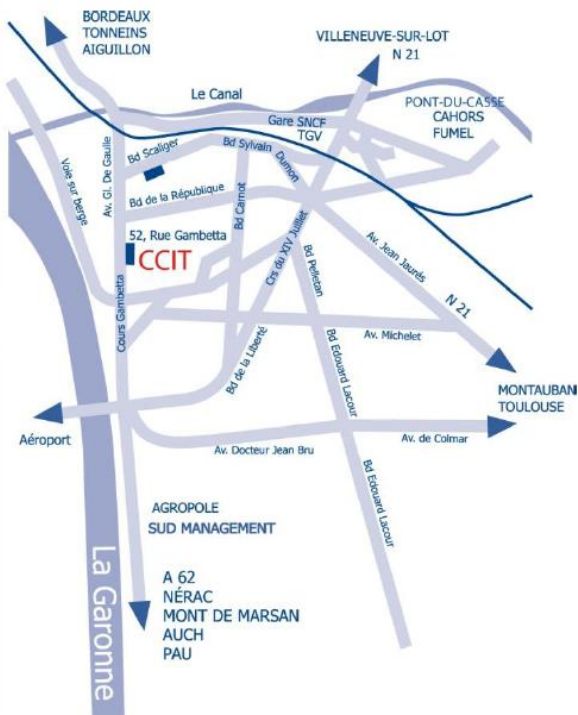 BORDEAUX
TONNEINS
AIGUILLON
VILLENEUVE-SUR-LOT
N 21
Le Canal
PONT-DU-CASSE
CAHORS
FUMEL
Gare SNCF
TGV
Bd Scaliger
Bd Sylvain Dumon
Voie sur berge
Av. Gl. De Gaulle
Bd de la République
Bd Carnot
52, Rue Gambetta
CCIT
Crs du XIV Juillet
Bd Pelletan
Av. Jean Jaurés
N 21
Cours Gambetta
Av. Michelet
Bd de la Liberté
Bd Edouard Lacour
MONTAUBAN
TOULOUSE
Aéroport
Av. Docteur Jean Bru
Av. de Colmar
Bd Edouard Lacour
AGROPOLE
SUD MANAGEMENT
La Garonne
A 62
NÉRAC
MONT DE MARSAN
AUCH
PAU